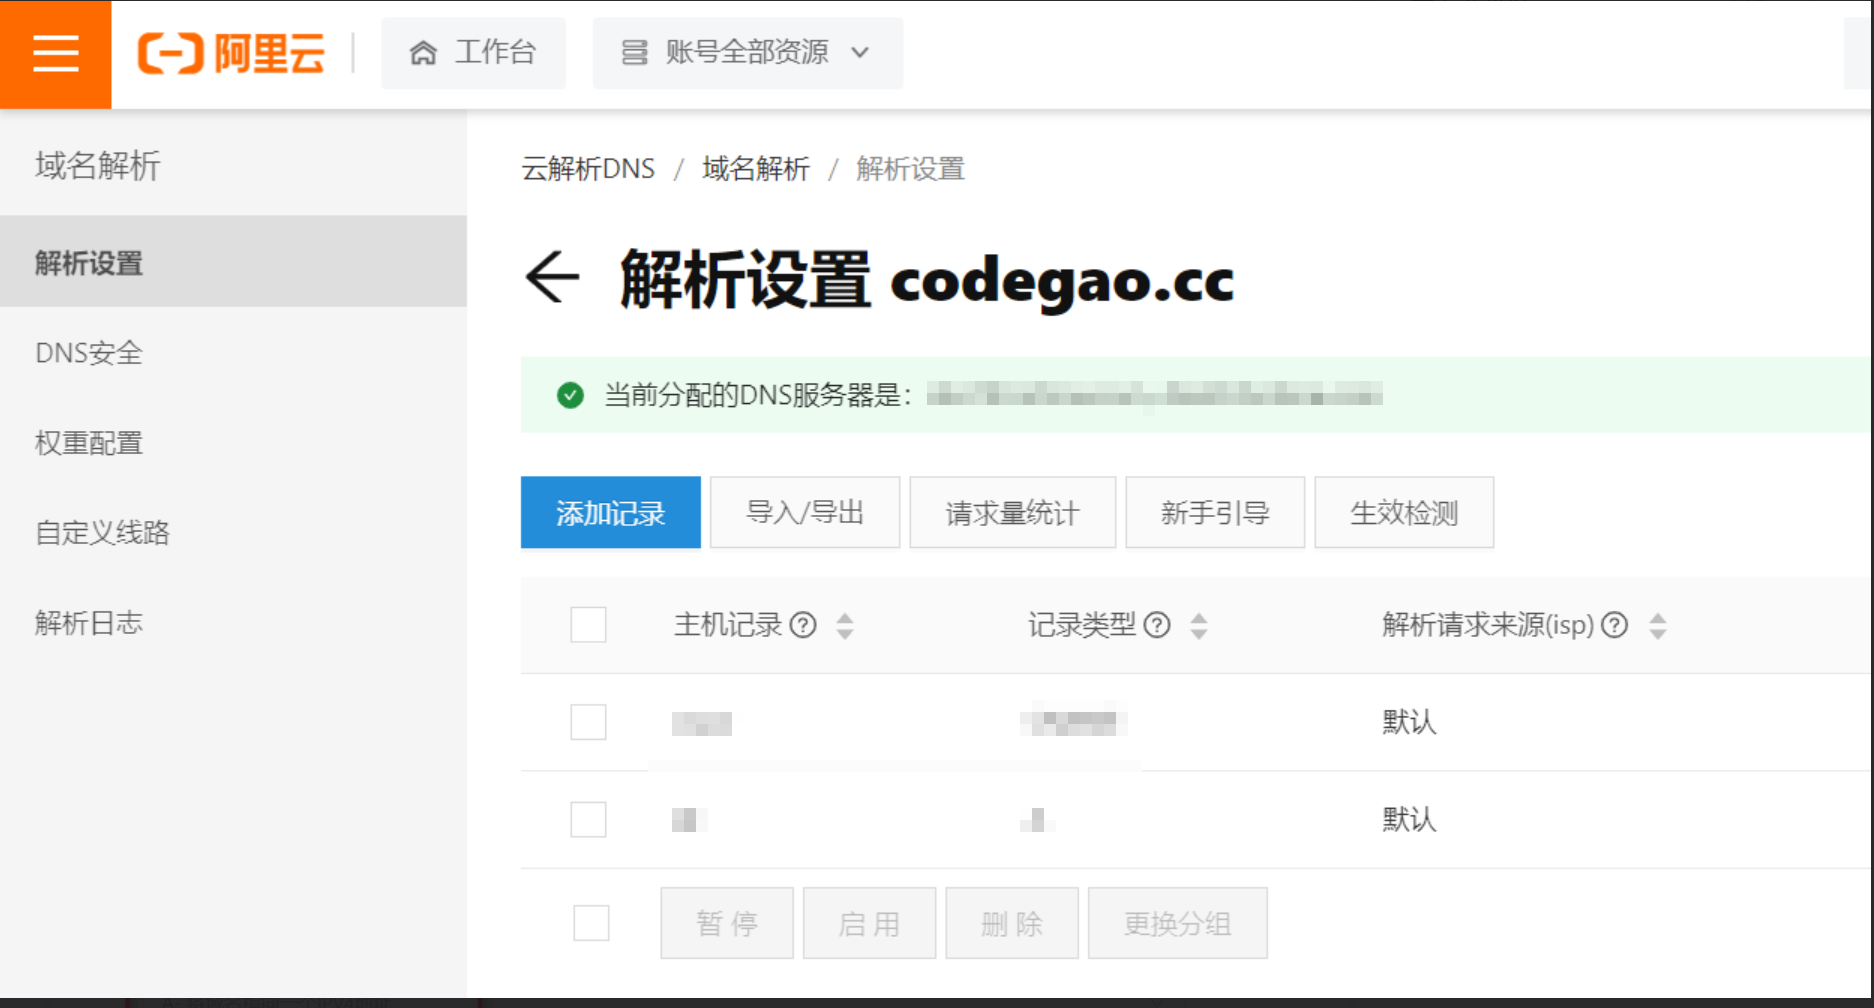 阿里云 工作台 账号全部资源
域名解析
解析设置
DNS安全
权重配置
自定义线路
解析日志
云解析DNS / 域名解析 / 解析设置
解析设置 codegao.cc
当前分配的DNS服务器是：
添加记录 导入/导出 请求量统计 新手引导 生效检测
主机记录 记录类型 解析请求来源(isp)
默认
默认
暂停 启用 删除 更换分组